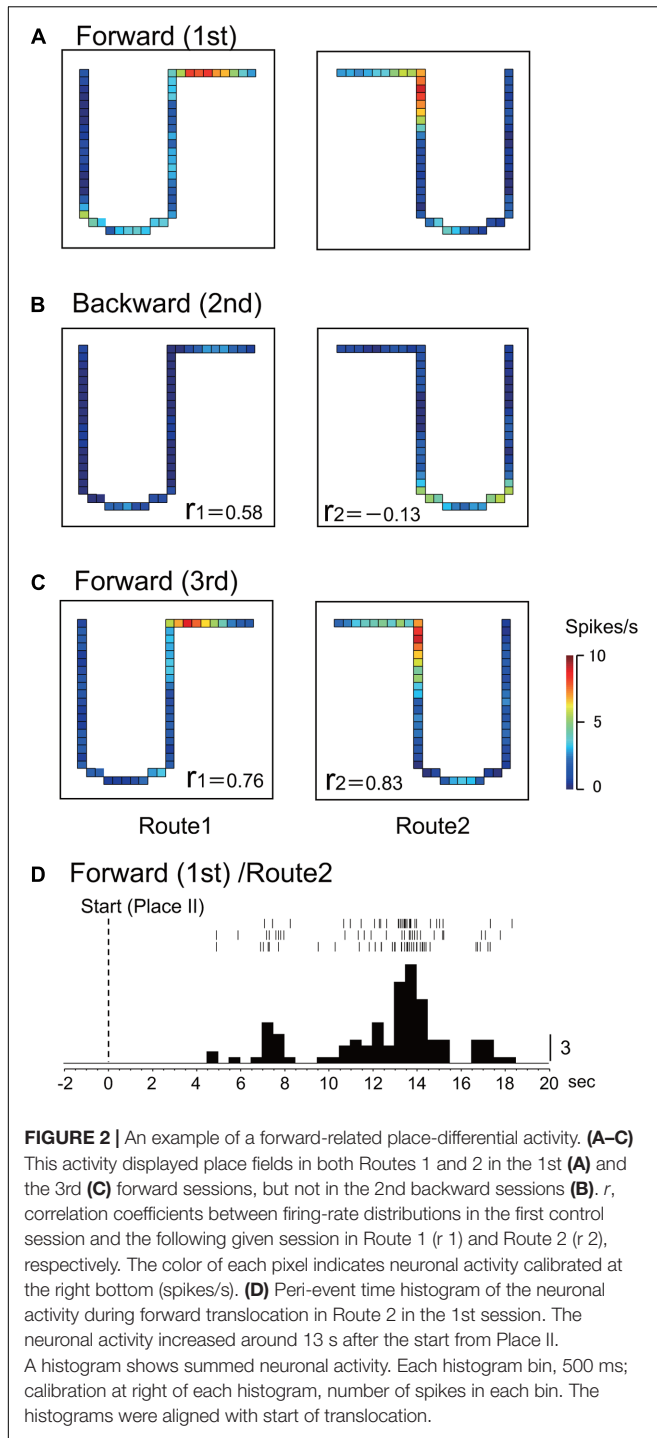 A Forward (1st)
B Backward (2nd)
r1=0.58
r2=−0.13
C Forward (3rd)
Spikes/s
10
5
0
r1=0.76
r2=0.83
Route1
Route2
D Forward (1st) /Route2
Start (Place II)
3
-2 0 2 4 6 8 10 12 14 16 18 20 sec
FIGURE 2 | An example of a forward-related place-differential activity. (A–C)
This activity displayed place fields in both Routes 1 and 2 in the 1st (A) and
the 3rd (C) forward sessions, but not in the 2nd backward sessions (B). r,
correlation coefficients between firing-rate distributions in the first control
session and the following given session in Route 1 (r 1) and Route 2 (r 2),
respectively. The color of each pixel indicates neuronal activity calibrated at
the right bottom (spikes/s). (D) Peri-event time histogram of the neuronal
activity during forward translocation in Route 2 in the 1st session. The
neuronal activity increased around 13 s after the start from Place II.
A histogram shows summed neuronal activity. Each histogram bin, 500 ms;
calibration at right of each histogram, number of spikes in each bin. The
histograms were aligned with start of translocation.